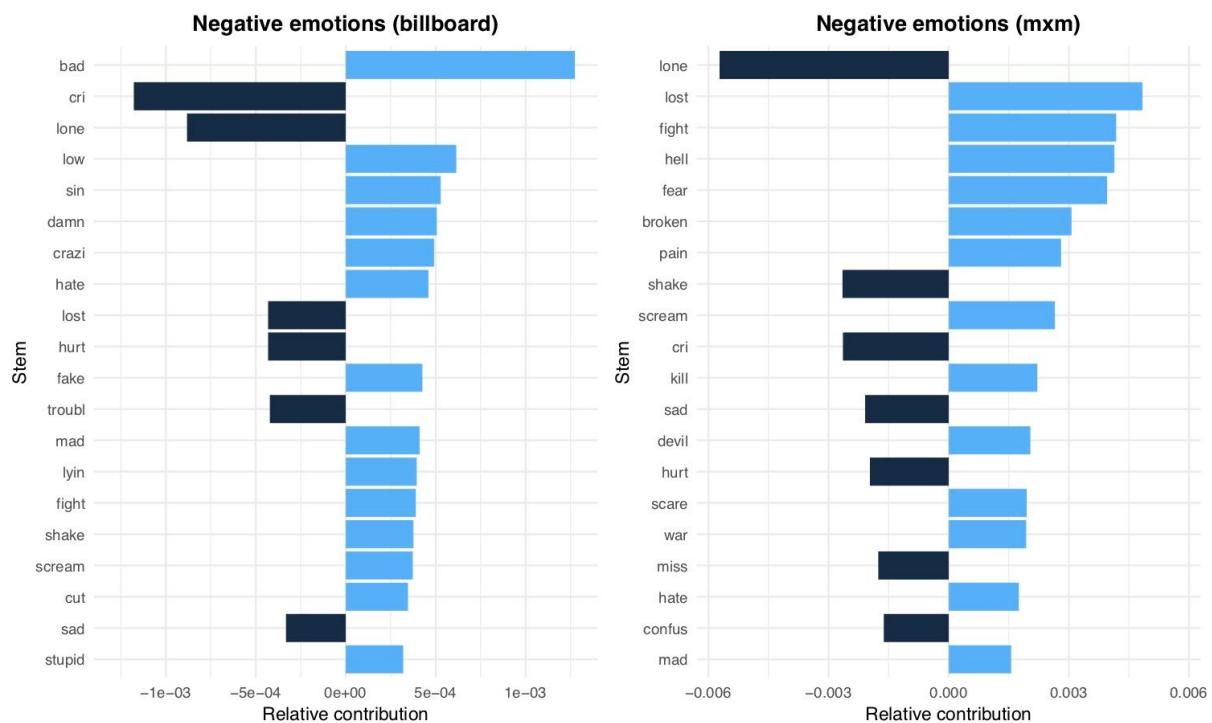 Negative emotions (billboard)
bad
cri
lone
low
sin
damn
crazi
hate
lost
hurt
fake
troubl
mad
lyin
fight
shake
scream
cut
sad
stupid
Stem
−1e−03 −5e−04 0e+00 5e−04 1e−03
Relative contribution
Negative emotions (mxm)
lone
lost
fight
hell
fear
broken
pain
shake
scream
cri
kill
sad
devil
hurt
scare
war
miss
hate
confus
mad
Stem
−0.006 −0.003 0.000 0.003 0.006
Relative contribution